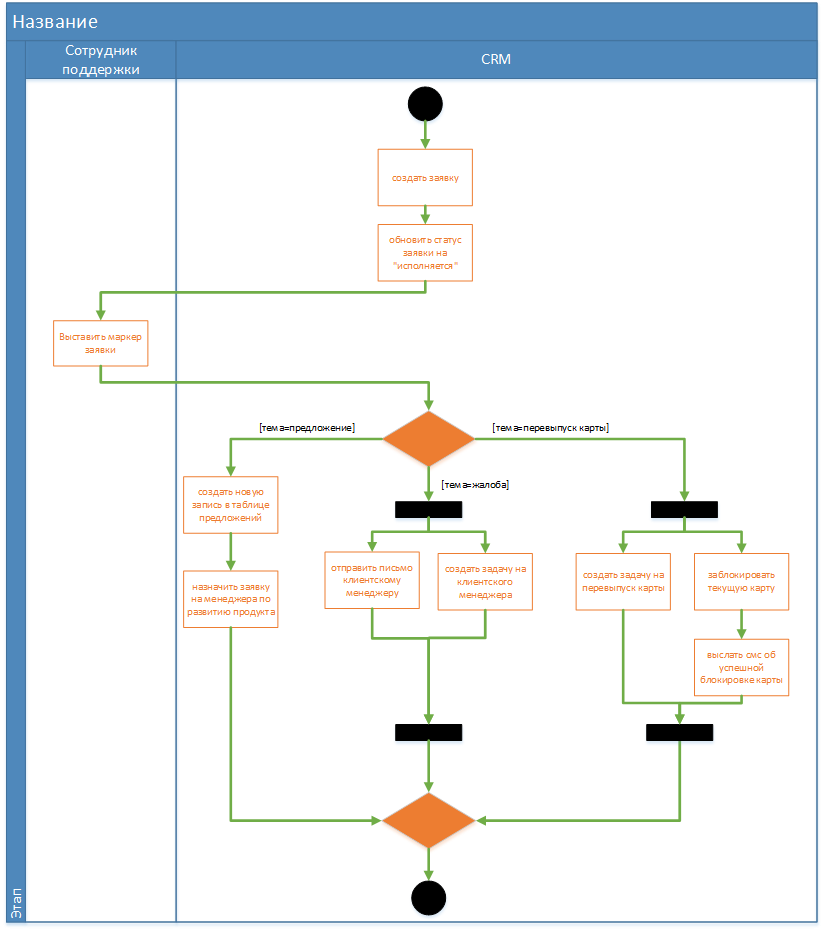 Название
Сотрудник
поддержки
CRM
создать заявку
обновить статус
заявки на
"исполняется"
Выставить маркер
заявки
[тема=предложение]
[тема=перевыпуск карты]
[тема=жалоба]
создать новую
запись в таблице
предложений
отправить письмо
клиентскому
менеджеру
создать задачу на
клиентского
менеджера
создать задачу на
перевыпуск карты
заблокировать
текущую карту
назначить заявку
на менеджера по
развитию продукта
выслать смс об
успешной
блокировке карты
Этап